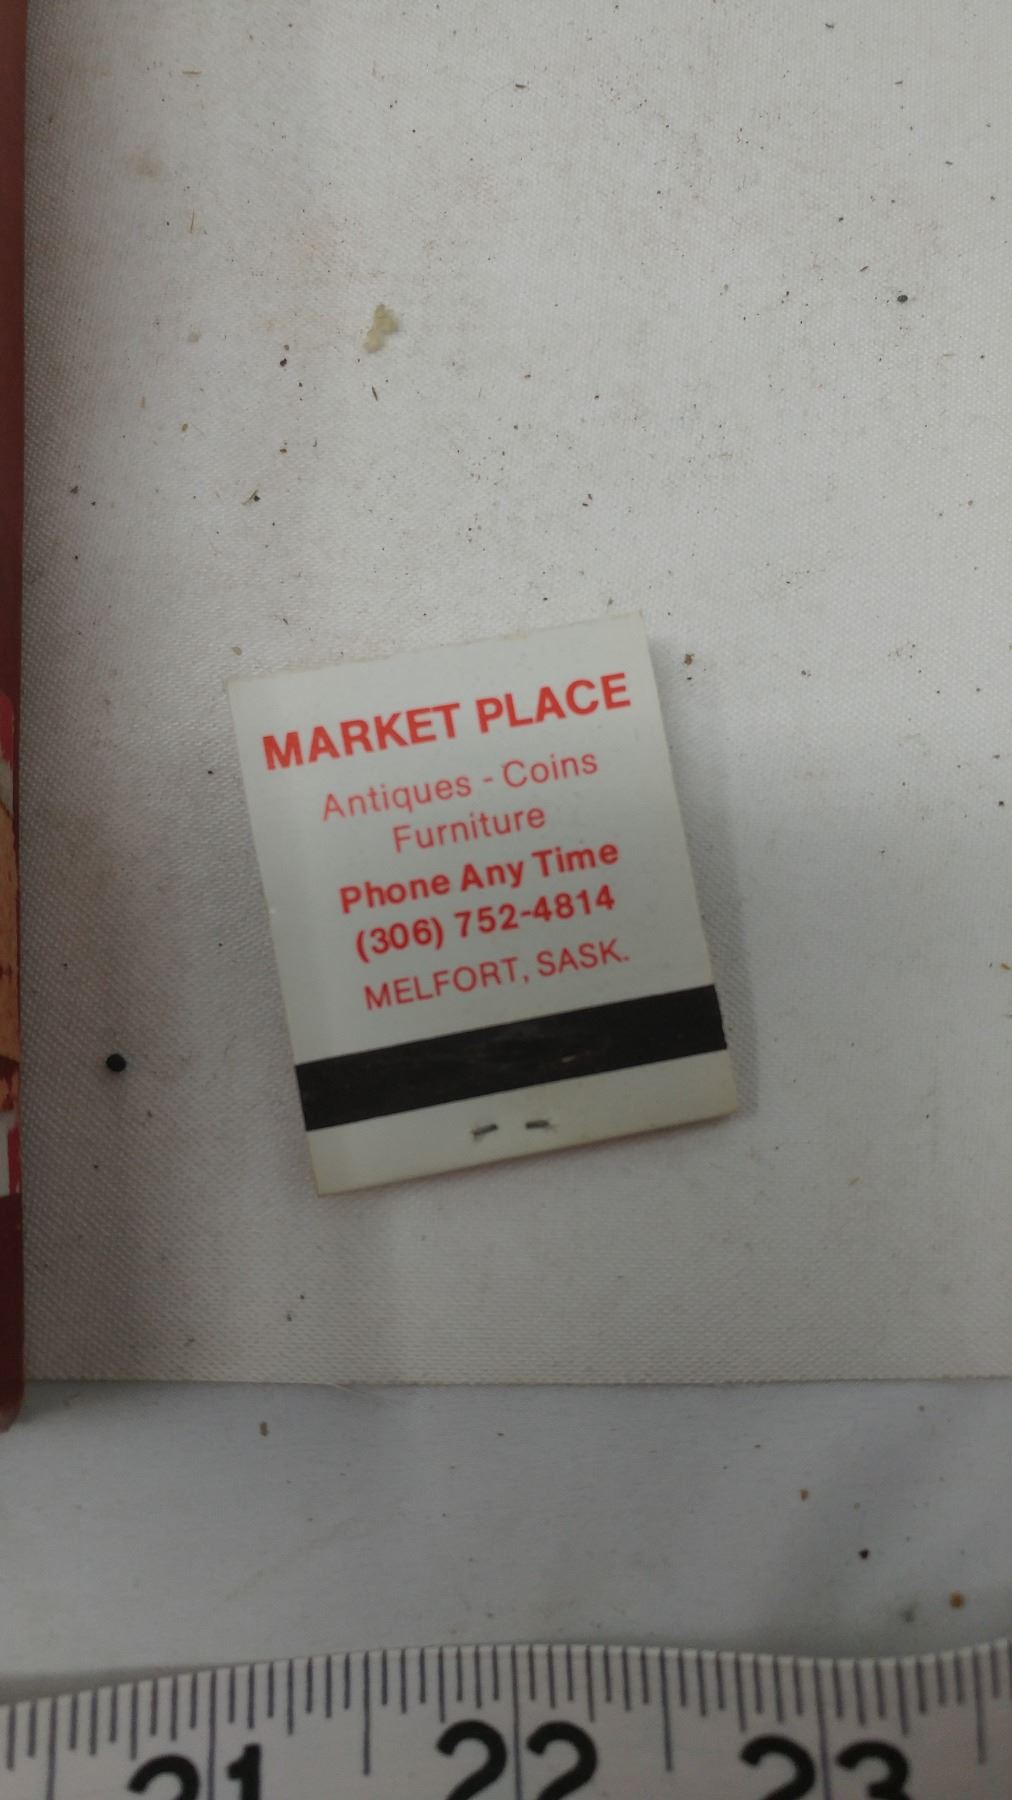 MARKET PLACE
Antiques - Coins
Furniture
Phone Any Time
(306) 752-4814
MELFORT, SASK.
21 22 23